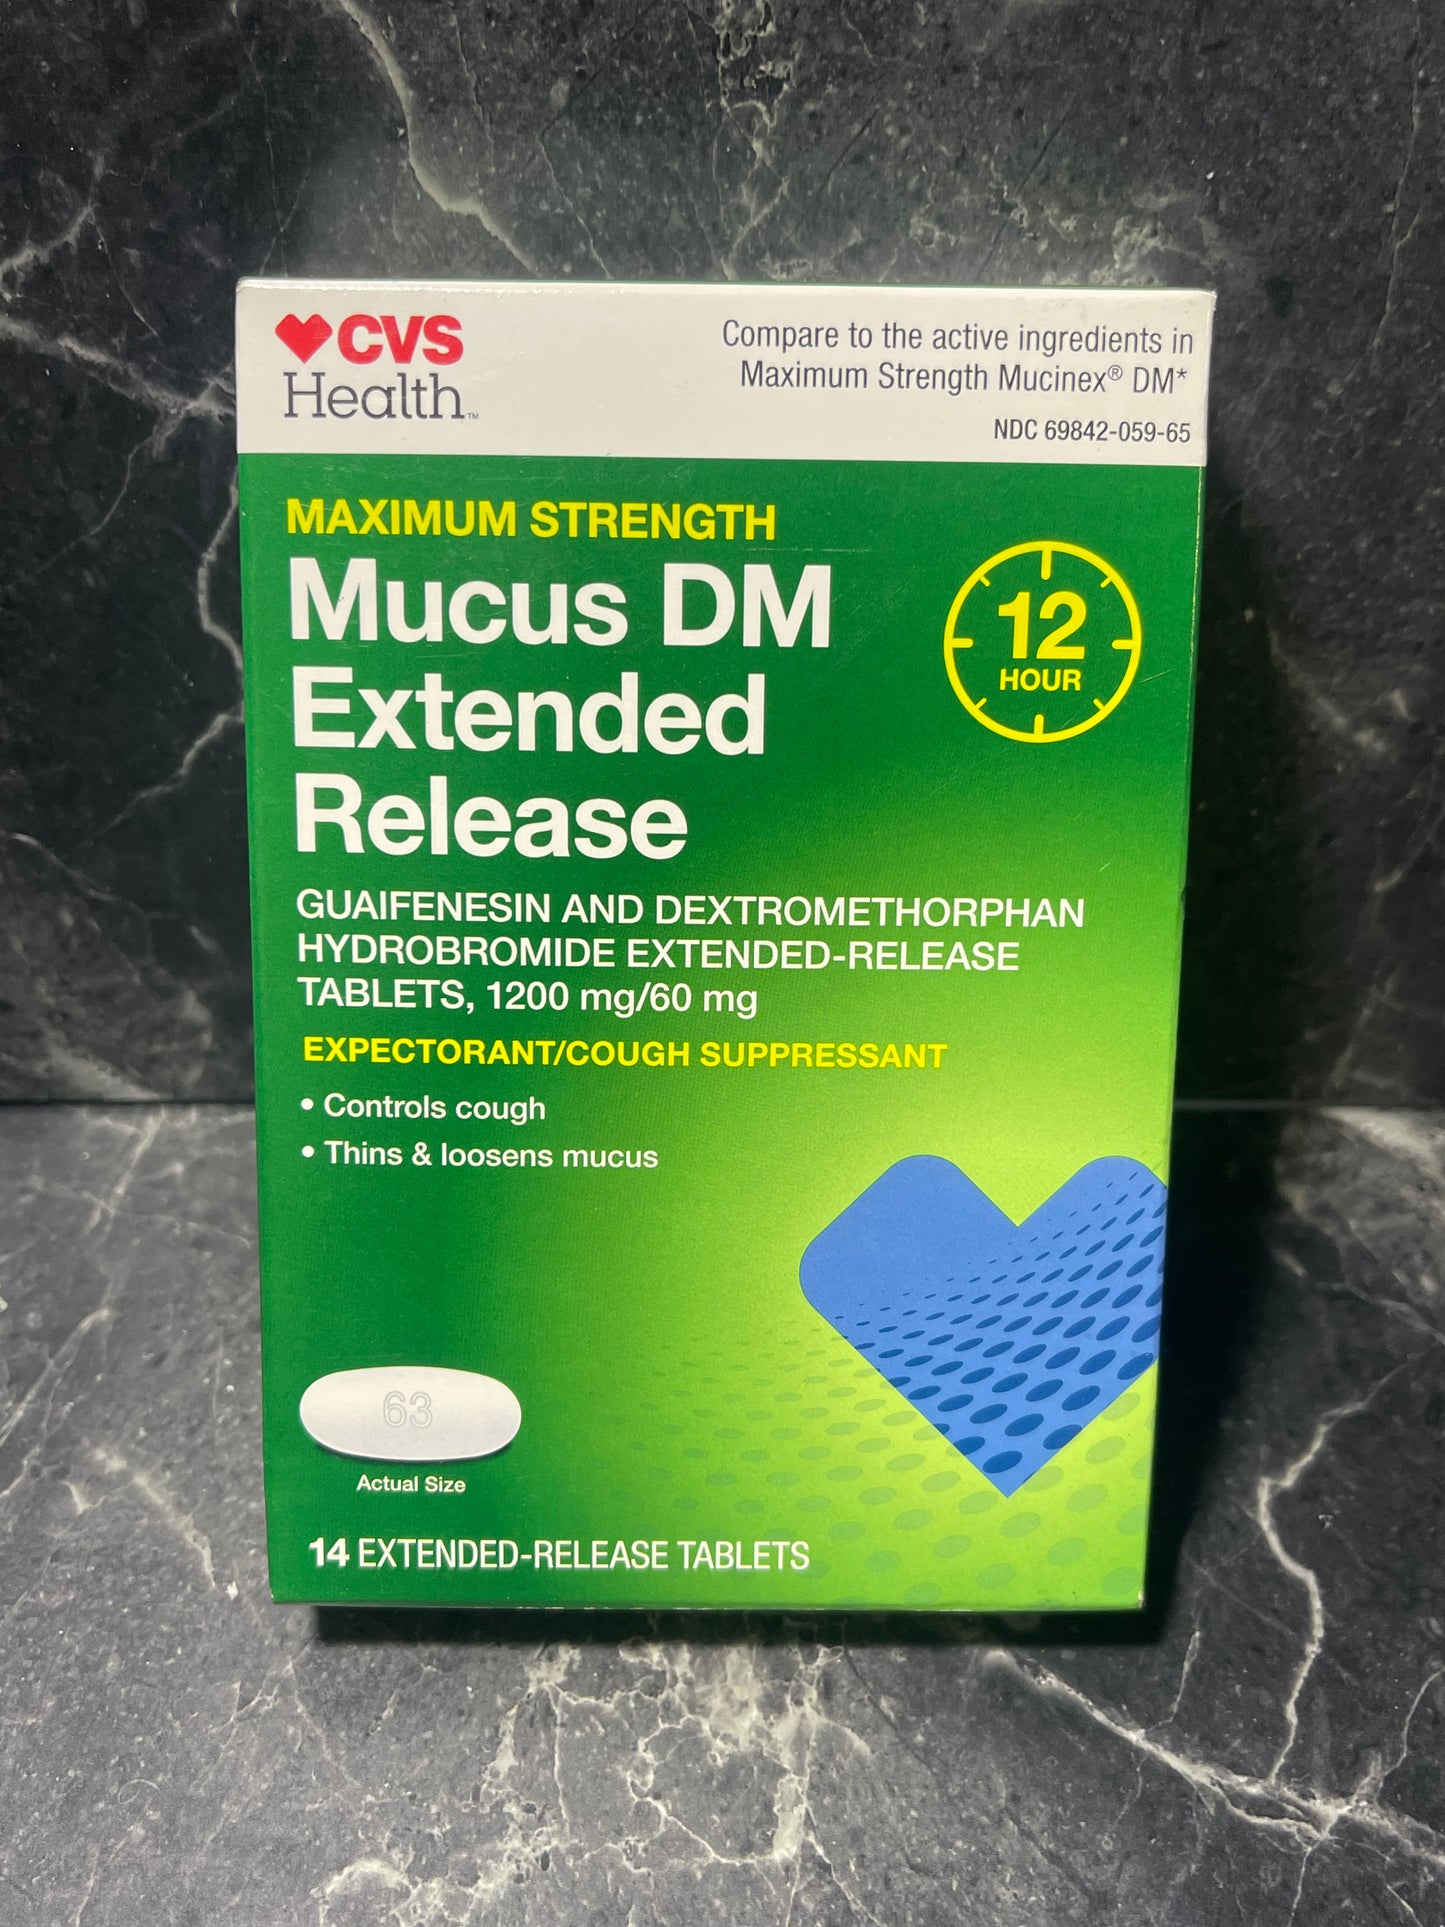 CVS
Health™
Compare to the active ingredients in
Maximum Strength Mucinex® DM*
NDC 69842-059-65
MAXIMUM STRENGTH
Mucus DM
Extended
Release
12
HOUR
GUAIFENESIN AND DEXTROMETHORPHAN
HYDROBROMIDE EXTENDED-RELEASE
TABLETS, 1200 mg/60 mg
EXPECTORANT/COUGH SUPPRESSANT
• Controls cough
• Thins & loosens mucus
63
Actual Size
14 EXTENDED-RELEASE TABLETS